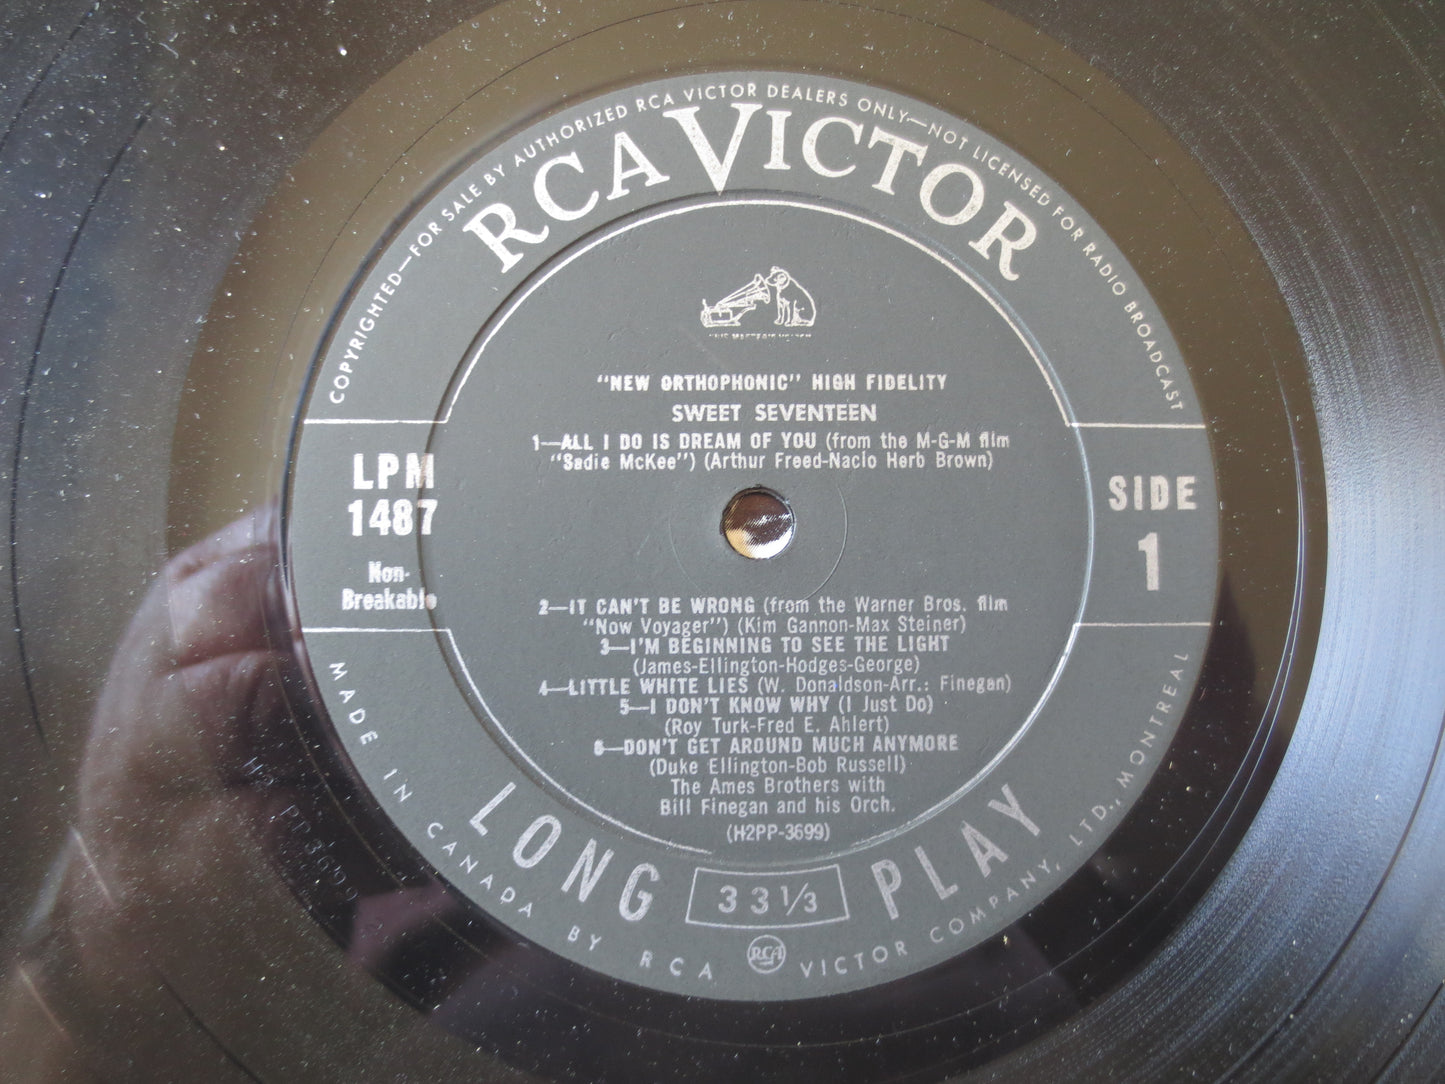 COPYRIGHTED—FOR SALE BY AUTHORIZED RCA VICTOR DEALERS ONLY—NOT LICENSED FOR RADIO BROADCAST
RCA VICTOR
"HIS MASTER'S VOICE"
"NEW ORTHOPHONIC" HIGH FIDELITY
SWEET SEVENTEEN
1—ALL I DO IS DREAM OF YOU (from the M-G-M film
"Sadie McKee") (Arthur Freed-Nacio Herb Brown)
LPM
1487
Non-
Breakable
SIDE
1
2—IT CAN'T BE WRONG (from the Warner Bros. film
"Now Voyager") (Kim Gannon-Max Steiner)
3—I'M BEGINNING TO SEE THE LIGHT
(James-Ellington-Hodges-George)
4—LITTLE WHITE LIES (W. Donaldson-Arr.: Finegan)
5—I DON'T KNOW WHY (I Just Do)
(Roy Turk-Fred E. Ahlert)
6—DON'T GET AROUND MUCH ANYMORE
(Duke Ellington-Bob Russell)
The Ames Brothers with
Bill Finegan and his Orch.
(H2PP-3699)
LONG 33 1/3 PLAY
MADE IN CANADA BY RCA VICTOR COMPANY, LTD., MONTREAL
RCA